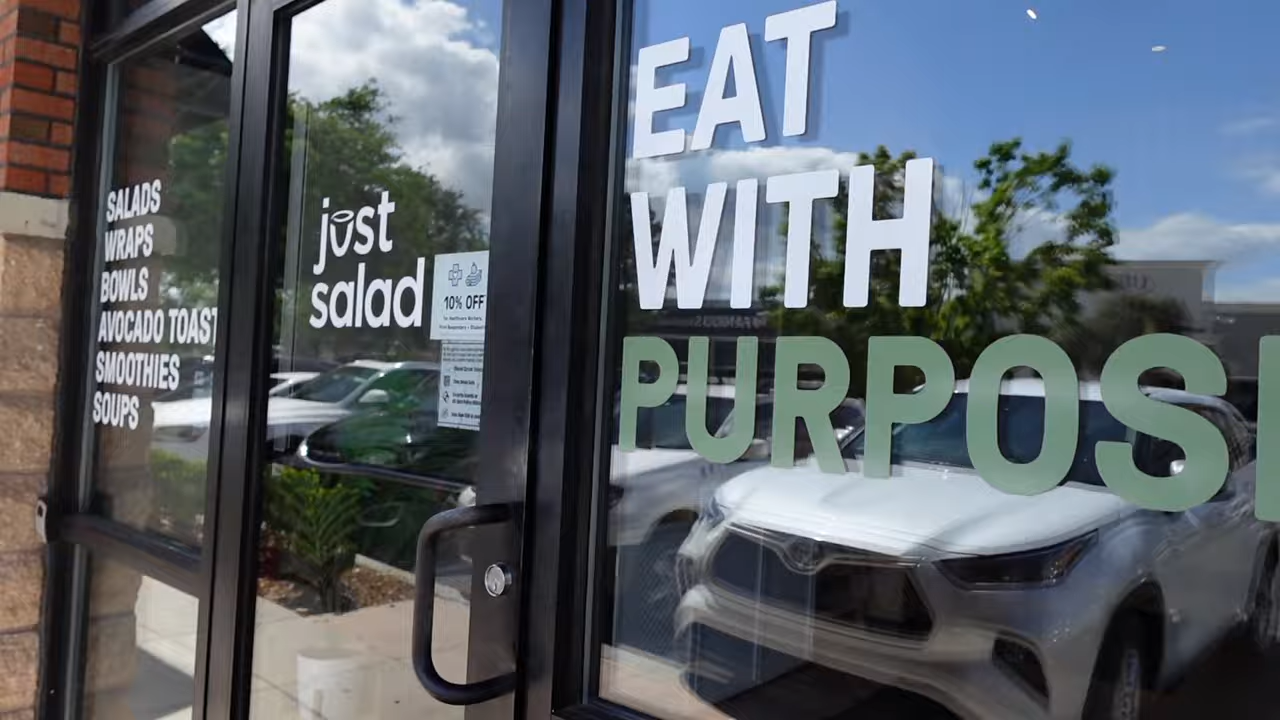 SALADS
WRAPS
BOWLS
AVOCADO TOAST
SMOOTHIES
SOUPS
just
salad
10% OFF
EAT
WITH
PURPOS